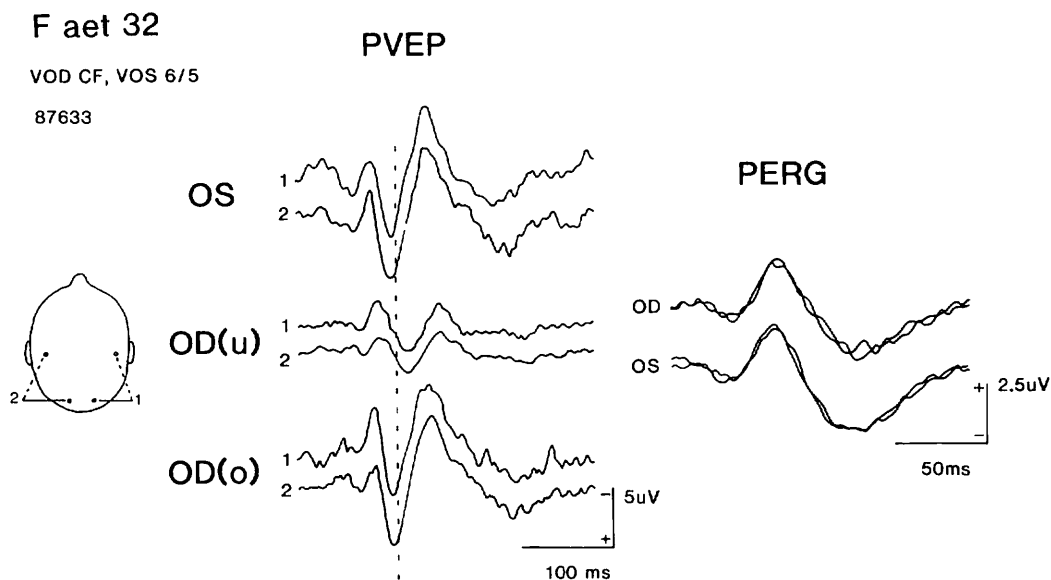 F aet 32
VOD CF, VOS 6/5
87633
PVEP
OS
1
2
OD(u)
1
2
OD(o)
1
2
2
1
−
5uV
+
100 ms
PERG
OD
OS
+
2.5uV
−
50ms